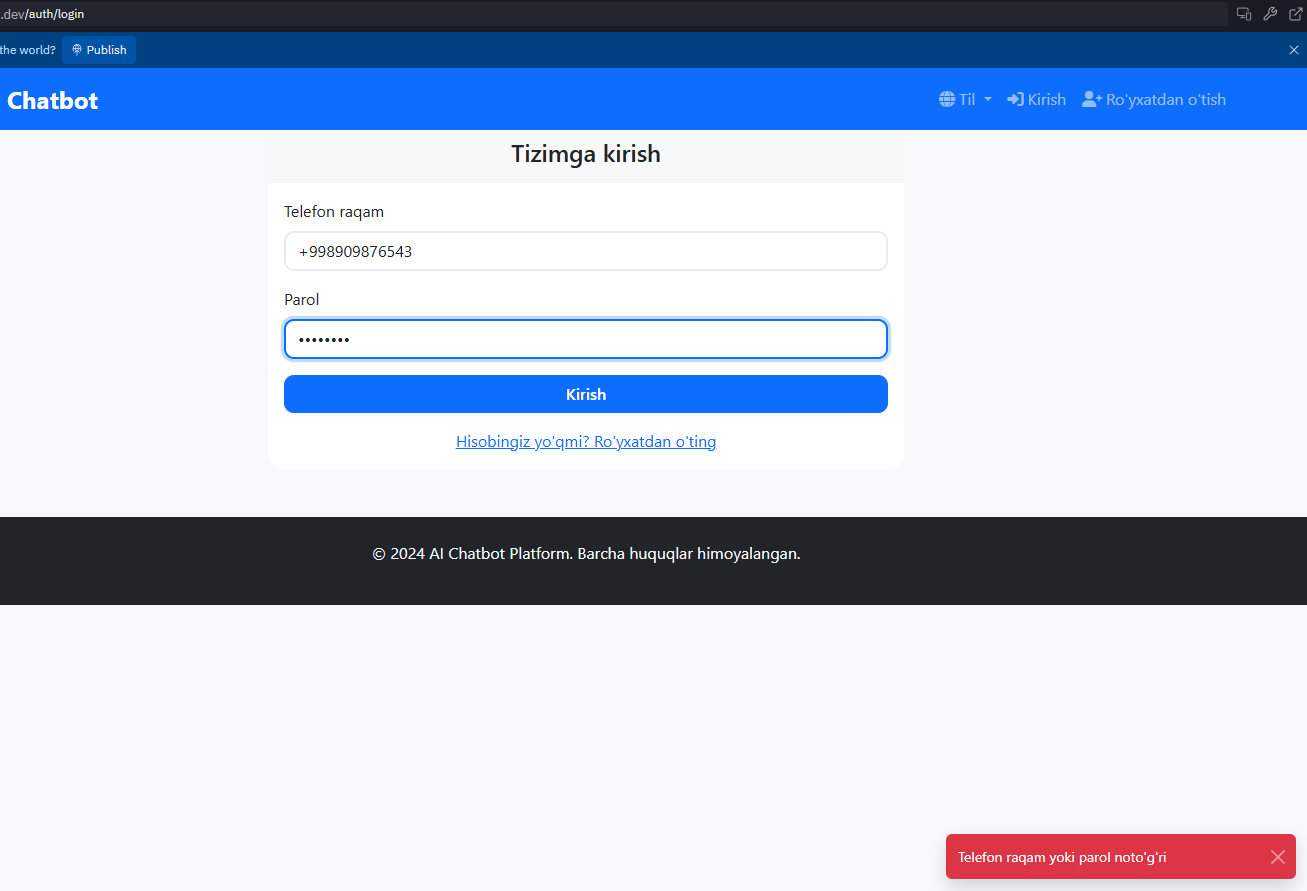 .dev/auth/login
the world? Publish
Chatbot Til Kirish Ro'yxatdan o'tish
Tizimga kirish
Telefon raqam
+998909876543
Parol
••••••••
Kirish
Hisobingiz yo'qmi? Ro'yxatdan o'ting
© 2024 AI Chatbot Platform. Barcha huquqlar himoyalangan.
Telefon raqam yoki parol noto'g'ri